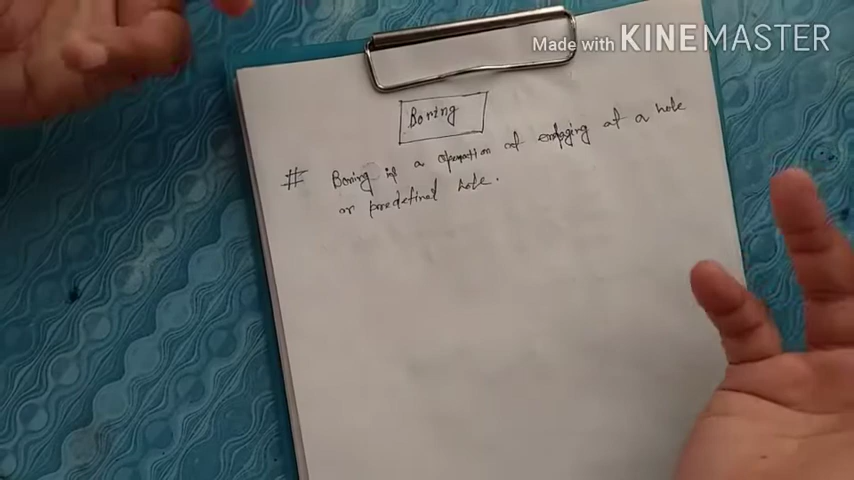 Made with KINEMASTER
Boring
# Boring is a operation of enlarging of a hole
or predefined hole.